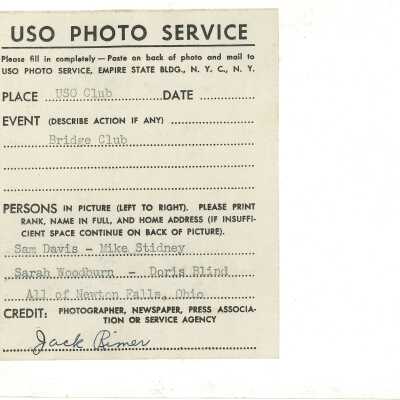 USO PHOTO SERVICE
Please fill in completely — Paste on back of photo and mail to
USO PHOTO SERVICE, EMPIRE STATE BLDG., N. Y. C., N. Y.
PLACE USO Club DATE
EVENT (DESCRIBE ACTION IF ANY)
Bridge Club
PERSONS IN PICTURE (LEFT TO RIGHT). PLEASE PRINT
RANK, NAME IN FULL, AND HOME ADDRESS (IF INSUFFI-
CIENT SPACE CONTINUE ON BACK OF PICTURE).
Sam Davis - Mike Stidney
Sarah Woodburn - Doris Blind
All of Newton Falls, Ohio
CREDIT: PHOTOGRAPHER, NEWSPAPER, PRESS ASSOCIA-
TION OR SERVICE AGENCY
Jack Rimer